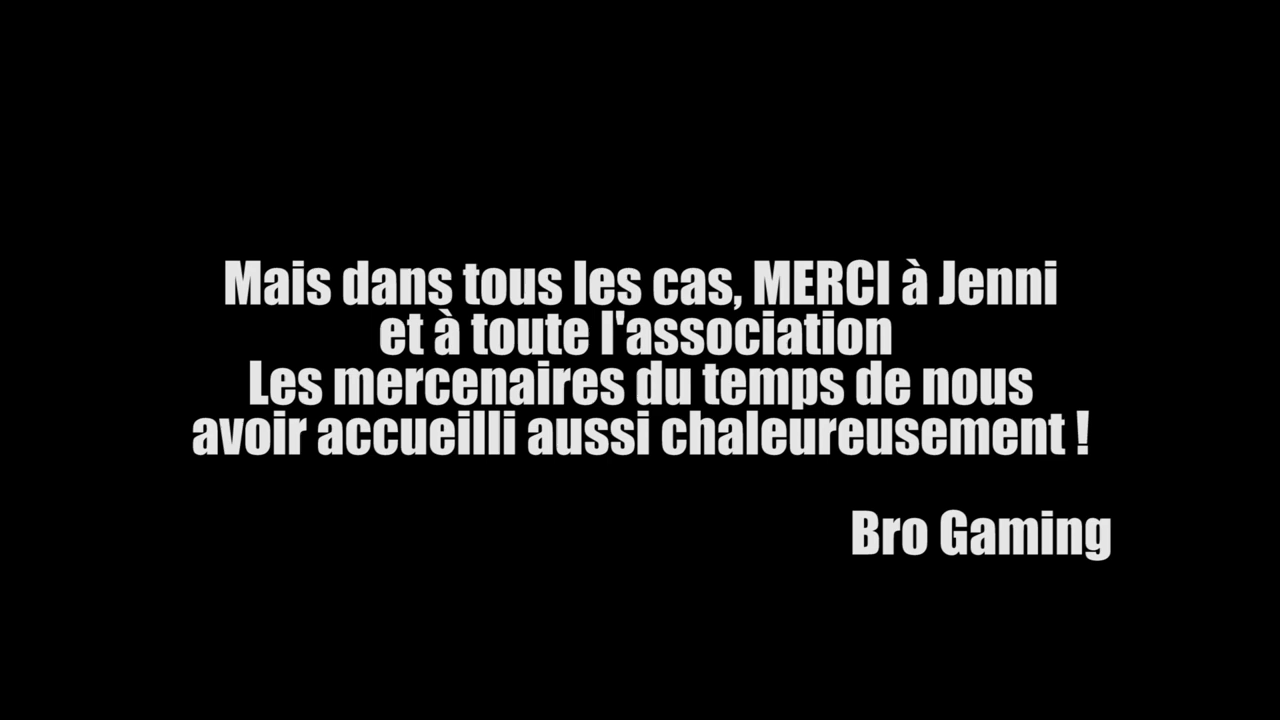 Mais dans tous les cas, MERCI à Jenni
et à toute l'association
Les mercenaires du temps de nous
avoir accueilli aussi chaleureusement !
Bro Gaming